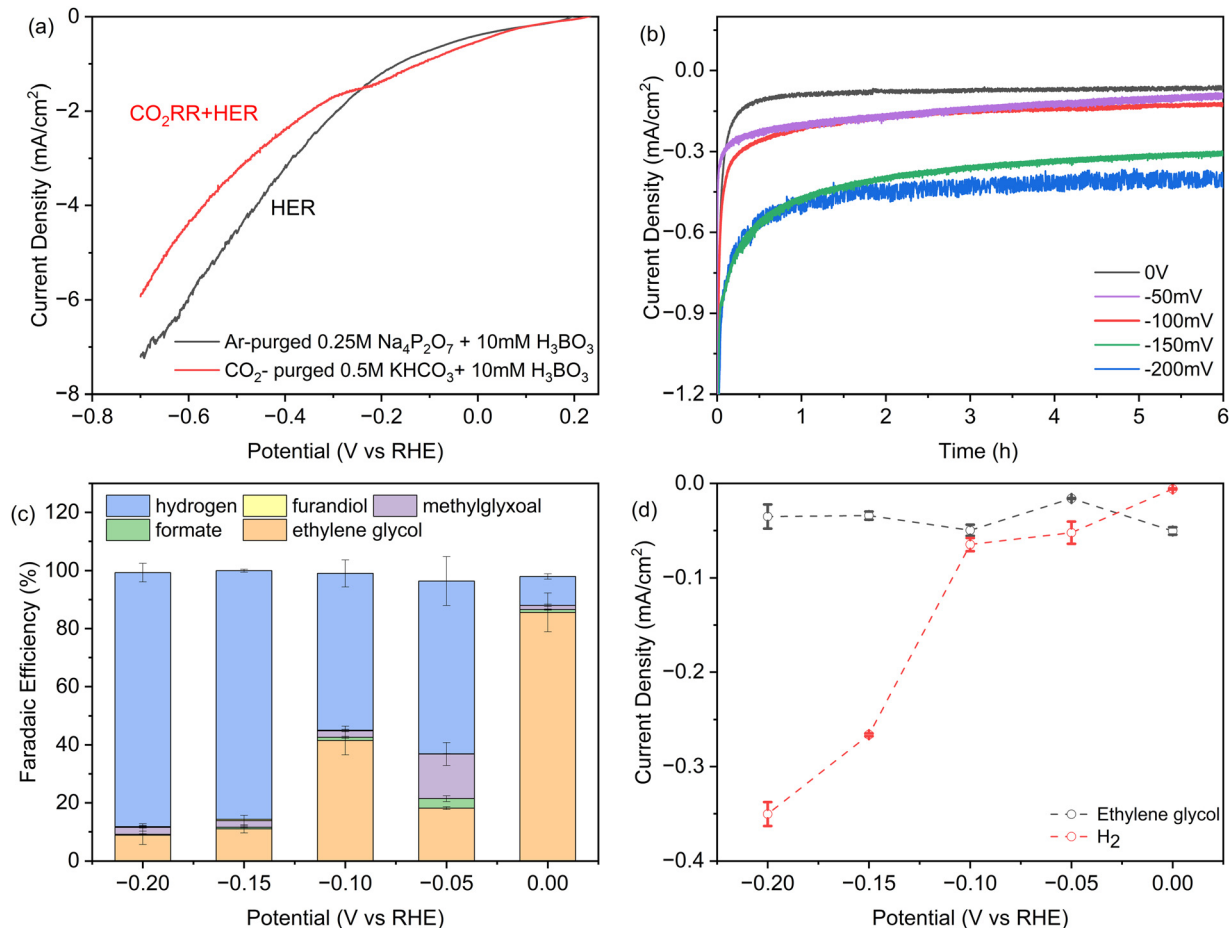 (a)
0
−2
−4
−6
−8
Current Density (mA/cm²)
CO₂RR+HER
HER
Ar-purged 0.25M Na₄P₂O₇ + 10mM H₃BO₃
CO₂- purged 0.5M KHCO₃+ 10mM H₃BO₃
−0.8 −0.6 −0.4 −0.2 0.0 0.2
Potential (V vs RHE)
(b)
0.0
−0.3
−0.6
−0.9
−1.2
Current Density (mA/cm²)
0V
-50mV
-100mV
-150mV
-200mV
0 1 2 3 4 5 6
Time (h)
(c)
hydrogen furandiol methylglyxoal
formate ethylene glycol
120
100
80
60
40
20
0
Faradaic Efficiency (%)
−0.20 −0.15 −0.10 −0.05 0.00
Potential (V vs RHE)
(d)
0.0
−0.1
−0.2
−0.3
−0.4
Current Density (mA/cm²)
Ethylene glycol
H₂
−0.20 −0.15 −0.10 −0.05 0.00
Potential (V vs RHE)